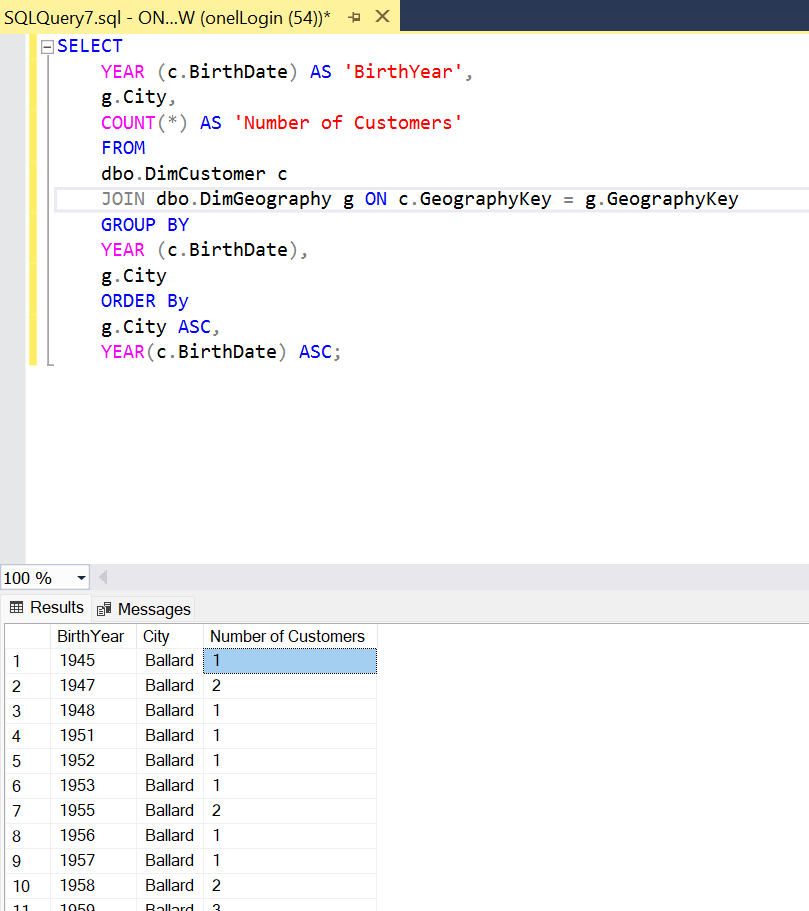 SQLQuery7.sql - ON...W (onelLogin (54))*
SELECT
YEAR (c.BirthDate) AS 'BirthYear',
g.City,
COUNT(*) AS 'Number of Customers'
FROM
dbo.DimCustomer c
JOIN dbo.DimGeography g ON c.GeographyKey = g.GeographyKey
GROUP BY
YEAR (c.BirthDate),
g.City
ORDER By
g.City ASC,
YEAR(c.BirthDate) ASC;
100 %
Results Messages
BirthYear City Number of Customers
1 1945 Ballard 1
2 1947 Ballard 2
3 1948 Ballard 1
4 1951 Ballard 1
5 1952 Ballard 1
6 1953 Ballard 1
7 1955 Ballard 2
8 1956 Ballard 1
9 1957 Ballard 1
10 1958 Ballard 2
11 1959 Ballard 3